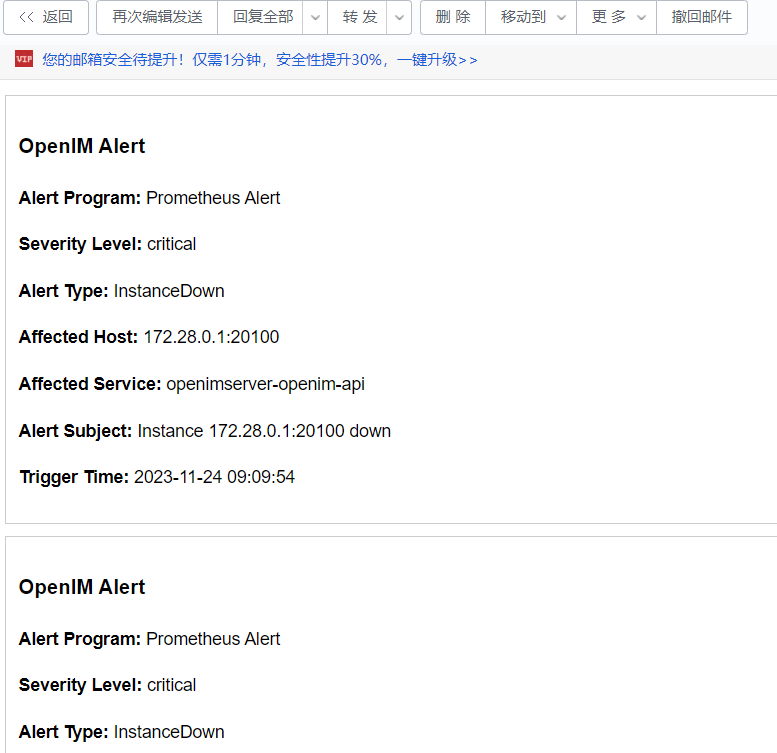 << 返回 再次编辑发送 回复全部 转 发 删 除 移动到 更 多 撤回邮件
VIP 您的邮箱安全待提升！仅需1分钟，安全性提升30%，一键升级>>
OpenIM Alert
Alert Program: Prometheus Alert
Severity Level: critical
Alert Type: InstanceDown
Affected Host: 172.28.0.1:20100
Affected Service: openimserver-openim-api
Alert Subject: Instance 172.28.0.1:20100 down
Trigger Time: 2023-11-24 09:09:54
OpenIM Alert
Alert Program: Prometheus Alert
Severity Level: critical
Alert Type: InstanceDown